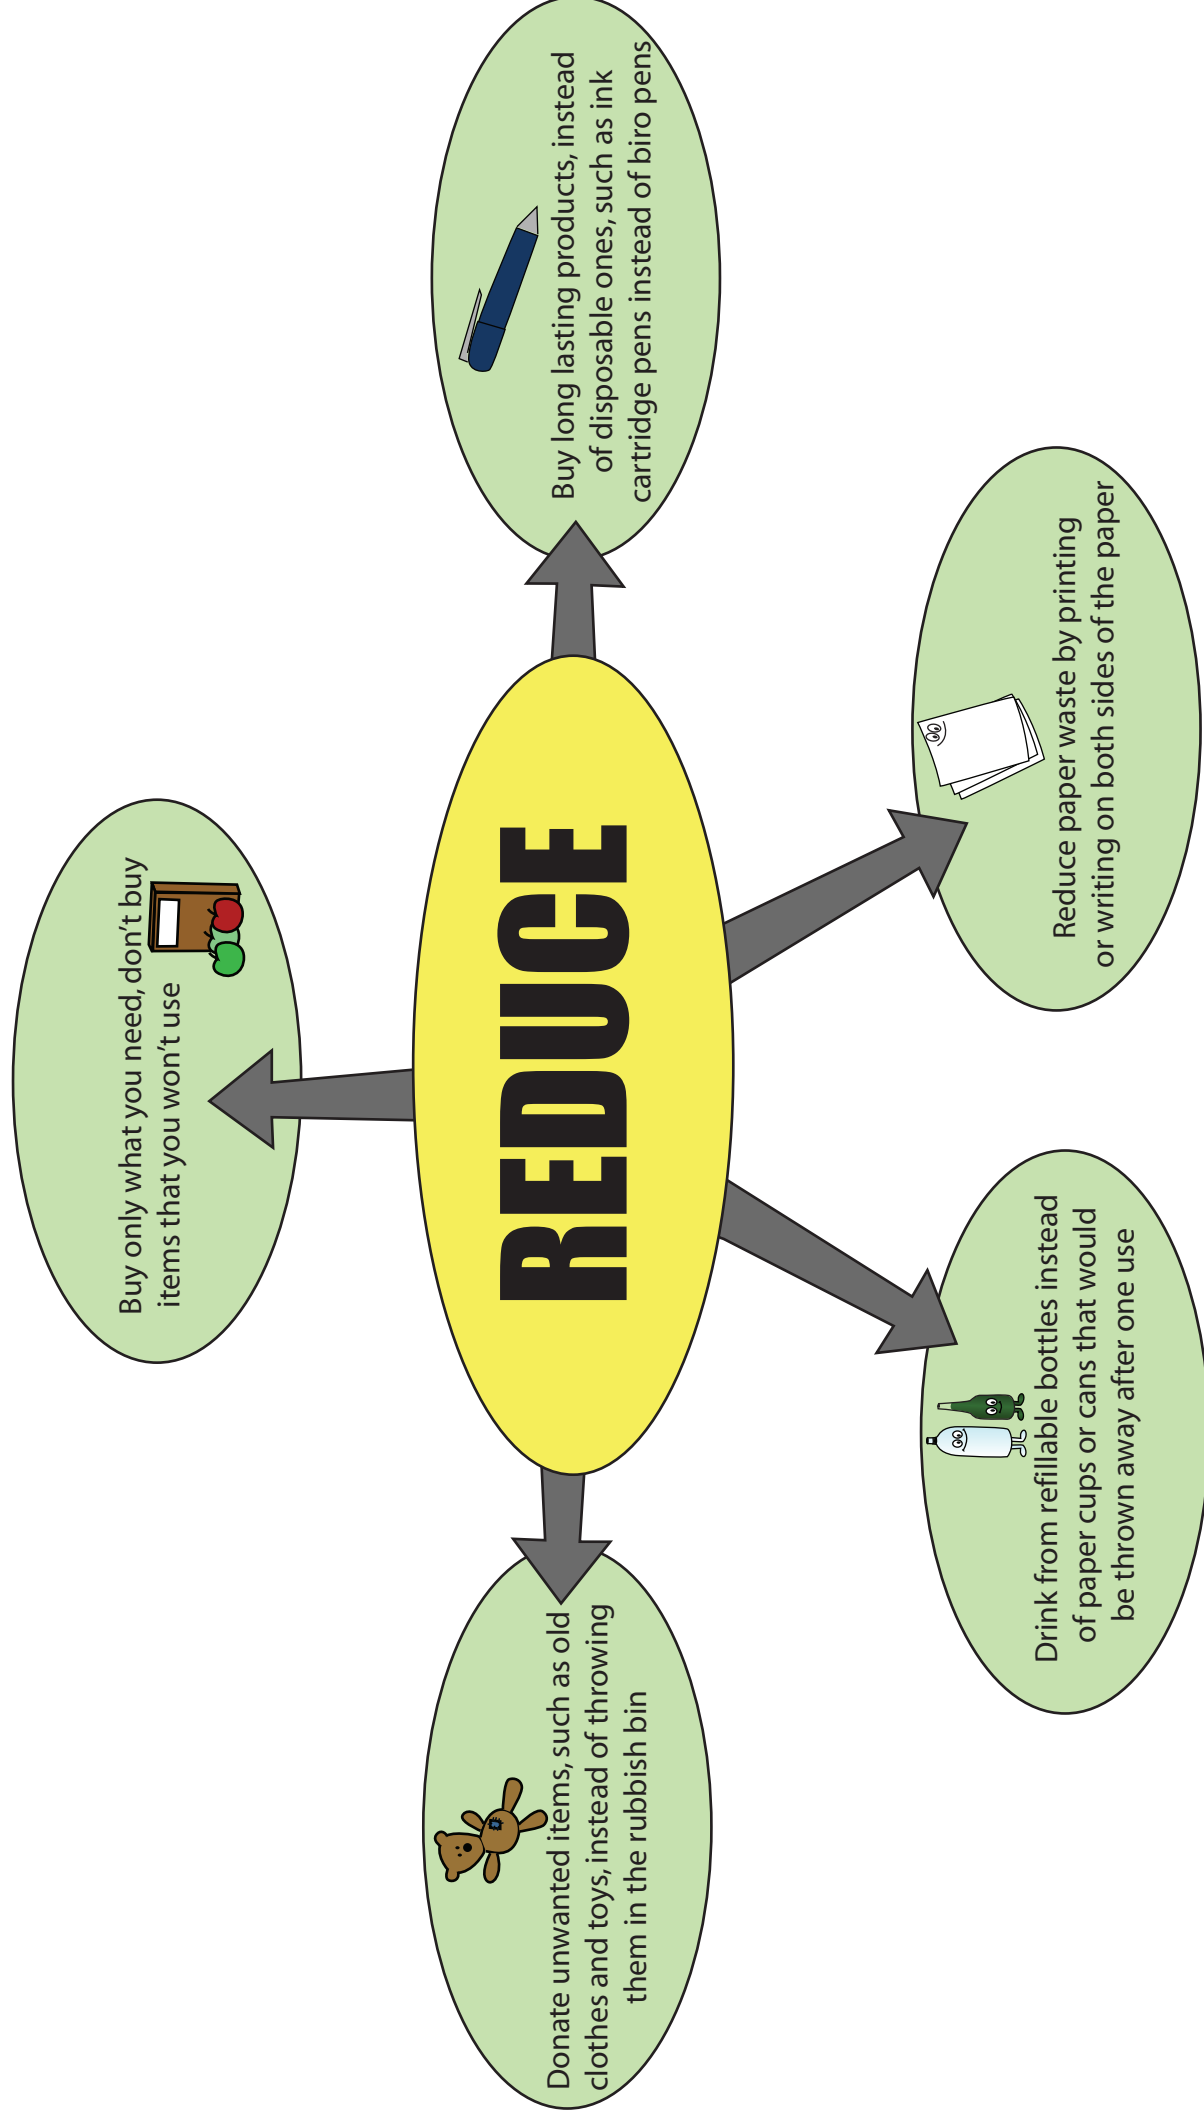 Buy only what you need, don't buy
items that you won't use
REDUCE
Donate unwanted items, such as old
clothes and toys, instead of throwing
them in the rubbish bin
Buy long lasting products, instead
of disposable ones, such as ink
cartridge pens instead of biro pens
Drink from refillable bottles instead
of paper cups or cans that would
be thrown away after one use
Reduce paper waste by printing
or writing on both sides of the paper